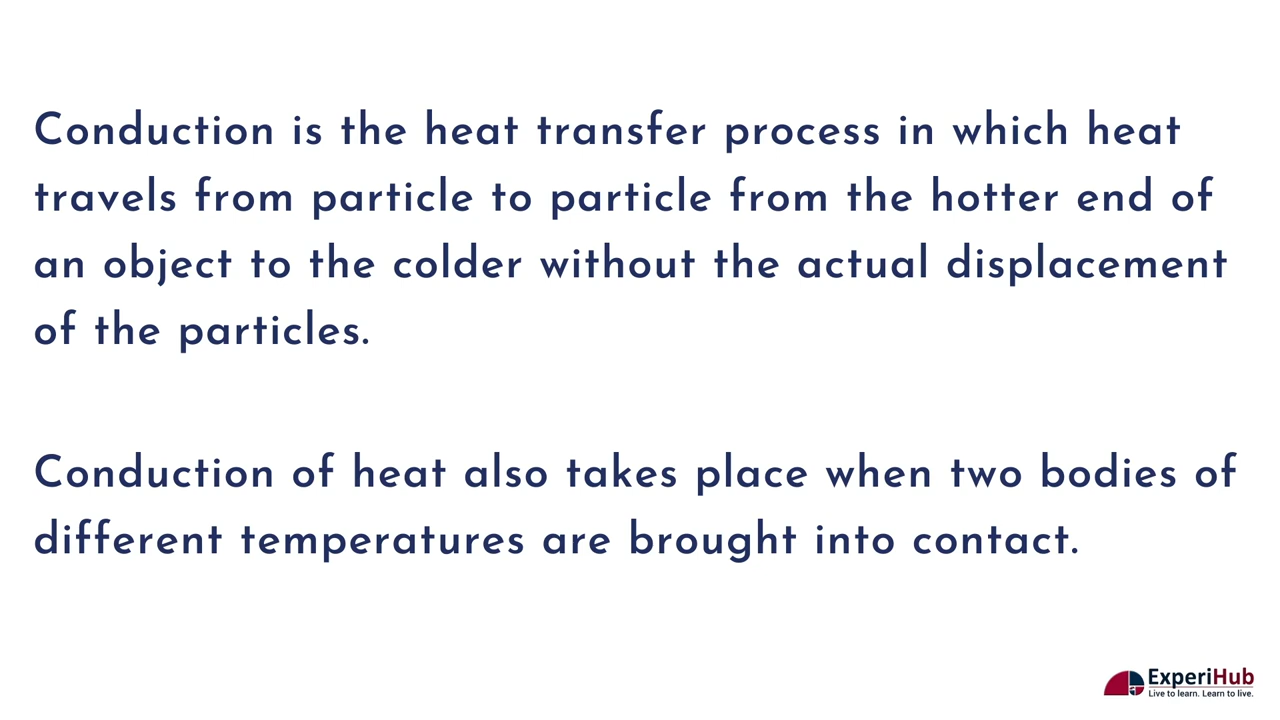 Conduction is the heat transfer process in which heat
travels from particle to particle from the hotter end of
an object to the colder without the actual displacement
of the particles.
Conduction of heat also takes place when two bodies of
different temperatures are brought into contact.
ExperiHub
Live to learn. Learn to live.